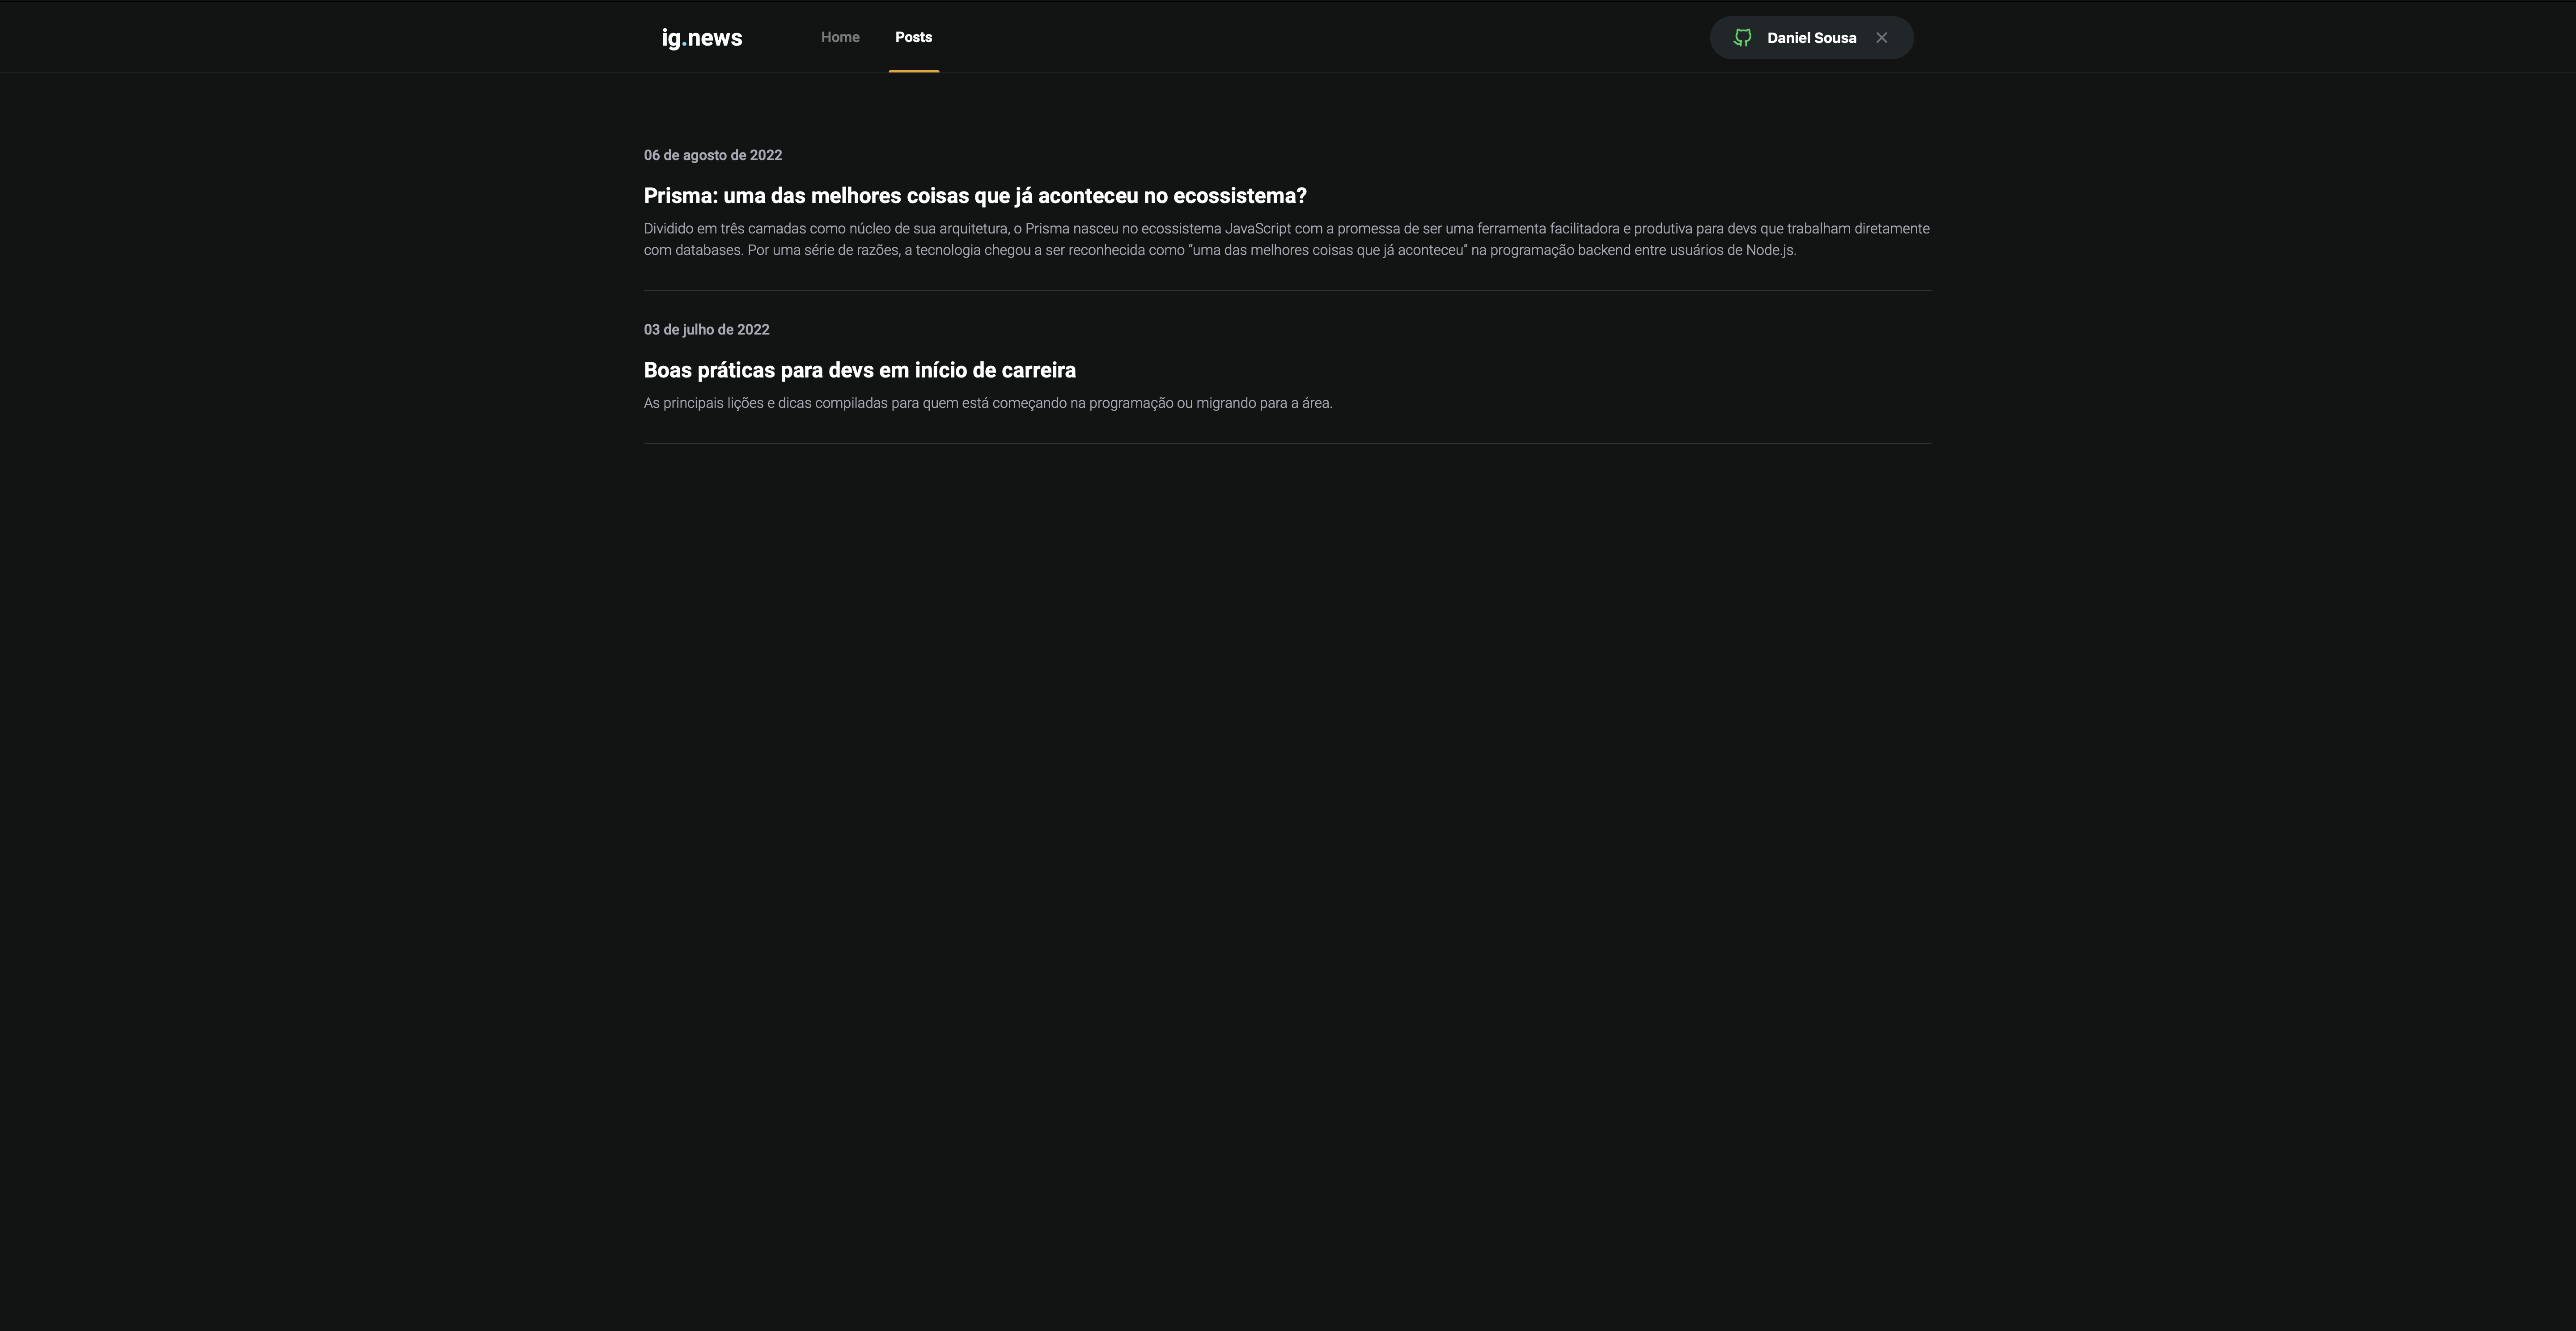 ig.news
Home
Posts
Daniel Sousa
06 de agosto de 2022
Prisma: uma das melhores coisas que já aconteceu no ecossistema?
Dividido em três camadas como núcleo de sua arquitetura, o Prisma nasceu no ecossistema JavaScript com a promessa de ser uma ferramenta facilitadora e produtiva para devs que trabalham diretamente
com databases. Por uma série de razões, a tecnologia chegou a ser reconhecida como “uma das melhores coisas que já aconteceu” na programação backend entre usuários de Node.js.
03 de julho de 2022
Boas práticas para devs em início de carreira
As principais lições e dicas compiladas para quem está começando na programação ou migrando para a área.